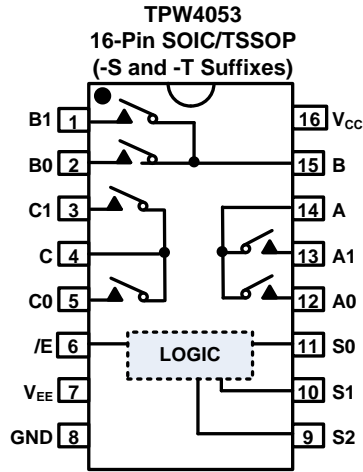 TPW4053
16-Pin SOIC/TSSOP
(-S and -T Suffixes)
B1 1 16 VCC
B0 2 15 B
C1 3 14 A
C 4 13 A1
C0 5 12 A0
/E 6 LOGIC 11 S0
VEE 7 10 S1
GND 8 9 S2